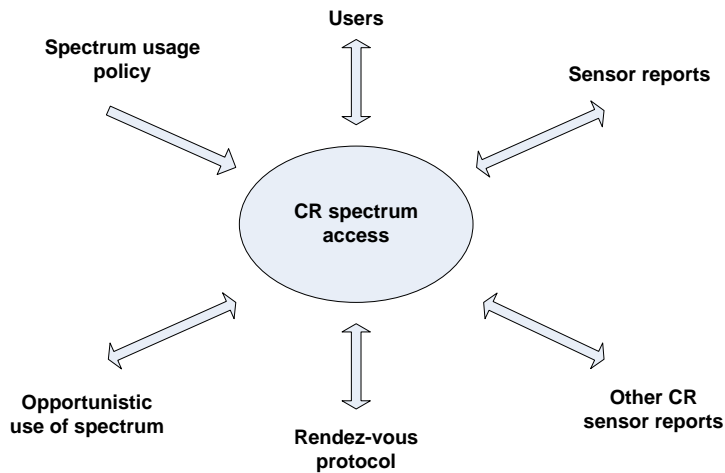 Users
Spectrum usage
policy
Sensor reports
CR spectrum
access
Opportunistic
use of spectrum
Rendez-vous
protocol
Other CR
sensor reports